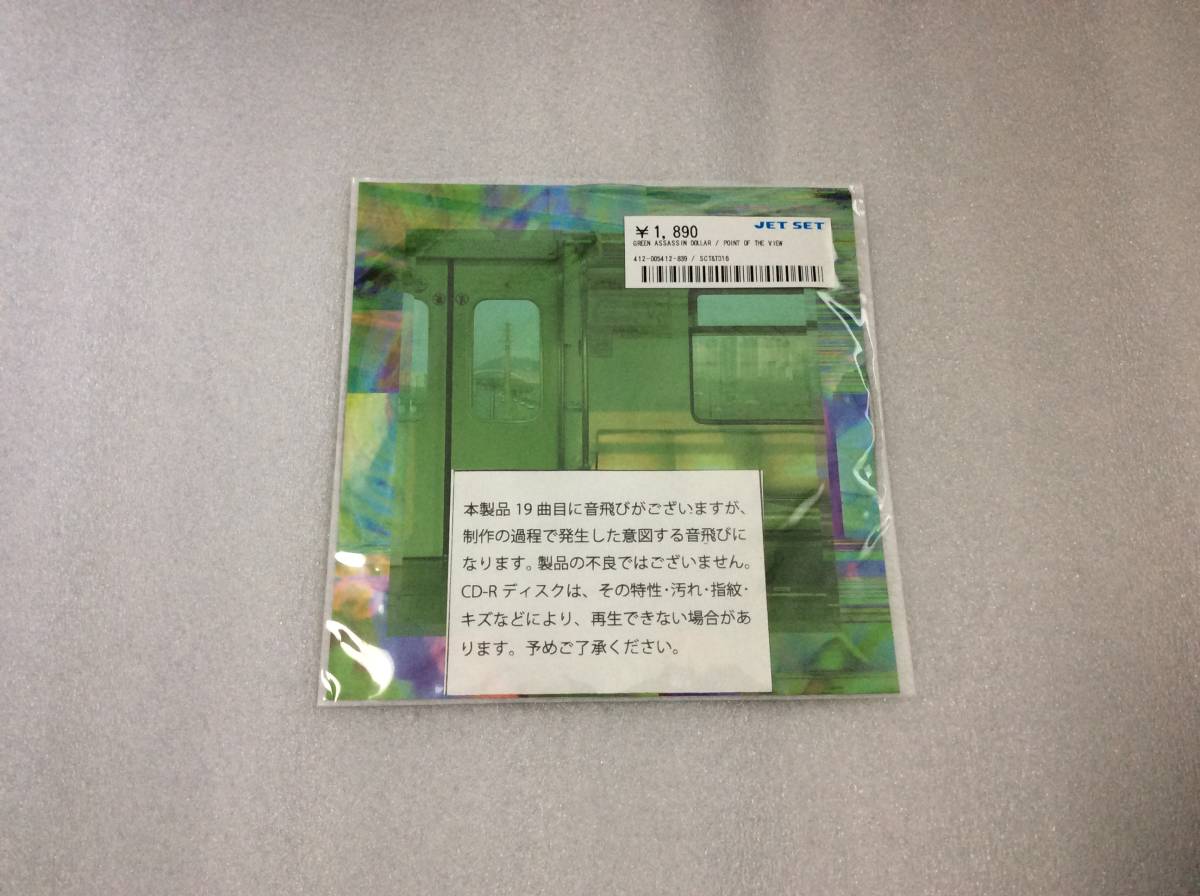 JET SET
¥1,890
GREEN ASSASSIN DOLLAR / POINT OF THE VIEW
412-005412-839 / SCT&T316
本製品 19 曲目に音飛びがございますが、
制作の過程で発生した意図する音飛びに
なります。製品の不良ではございません。
CD-R ディスクは、その特性・汚れ・指紋・
キズなどにより、再生できない場合があ
ります。予めご了承ください。